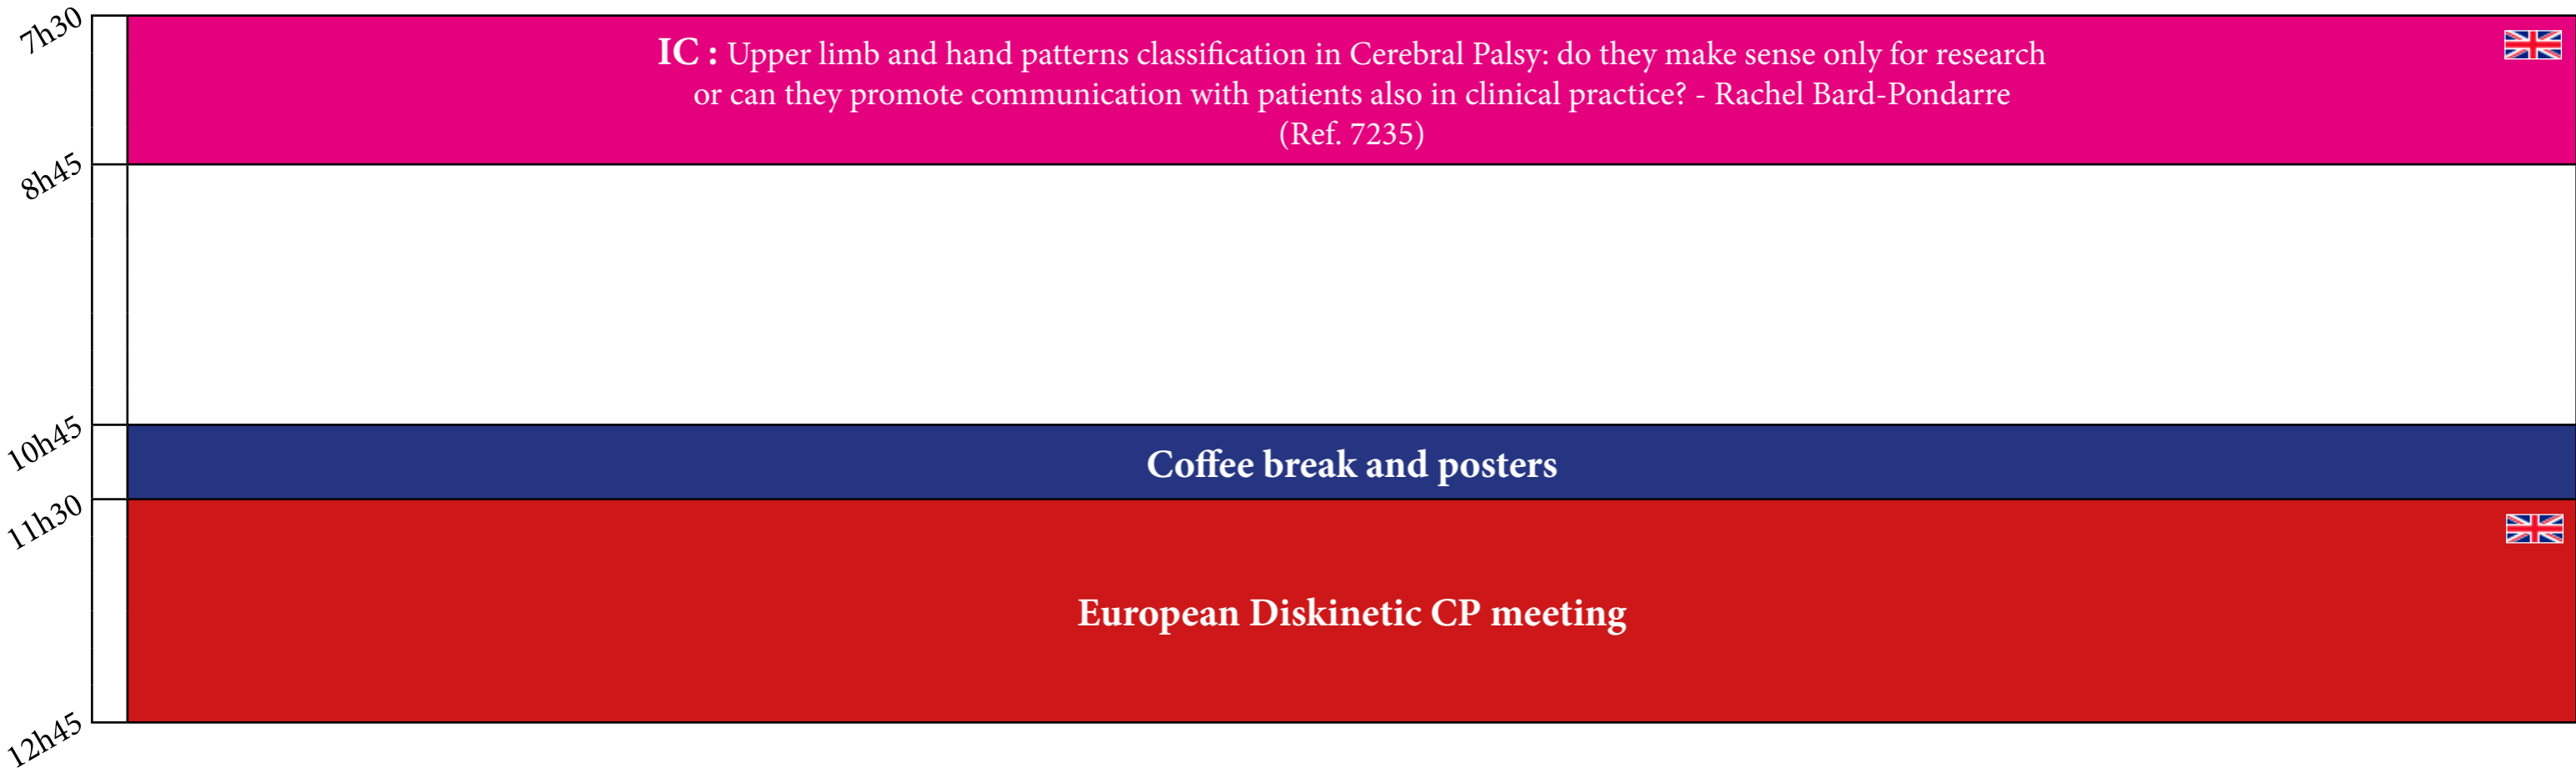 7h30
IC : Upper limb and hand patterns classification in Cerebral Palsy: do they make sense only for research
or can they promote communication with patients also in clinical practice? - Rachel Bard-Pondarre
(Ref. 7235)
8h45
10h45
Coffee break and posters
11h30
European Diskinetic CP meeting
12h45